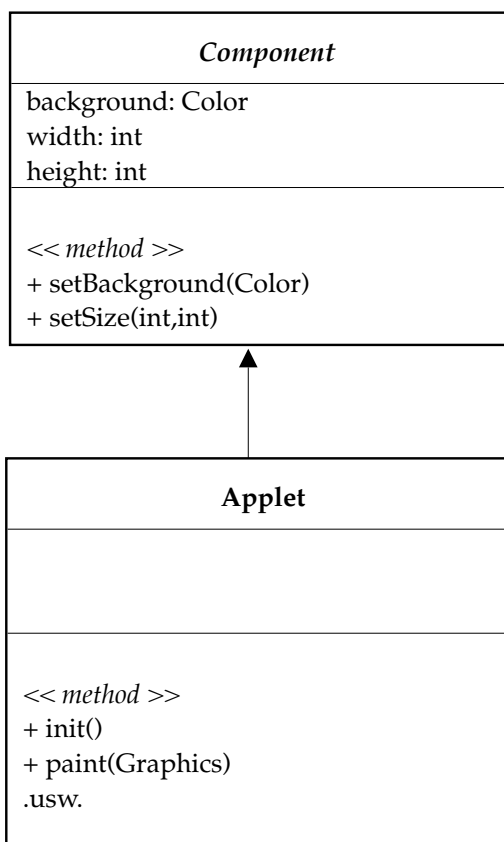 Component
background: Color
width: int
height: int
<< method >>
+ setBackground(Color)
+ setSize(int,int)
Applet
<< method >>
+ init()
+ paint(Graphics)
.usw.